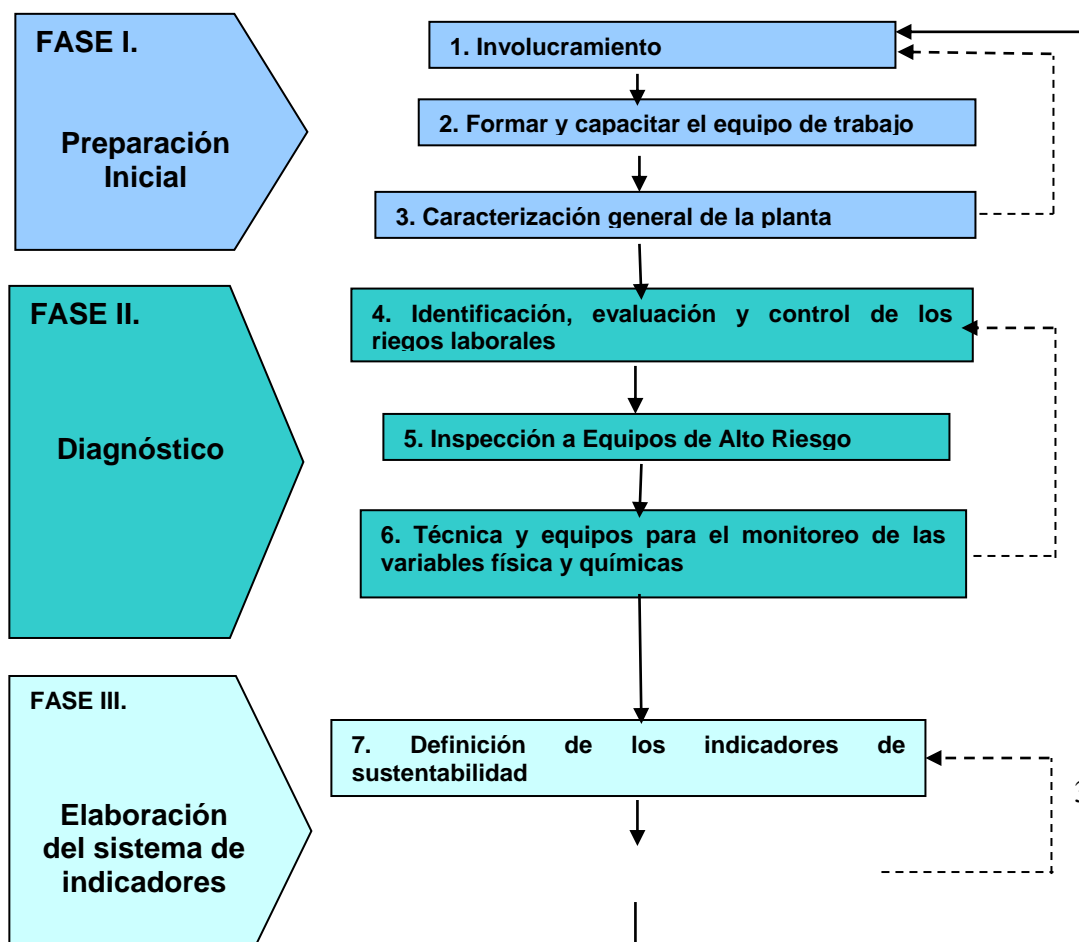 FASE I.
Preparación
Inicial
1. Involucramiento
2. Formar y capacitar el equipo de trabajo
3. Caracterización general de la planta
FASE II.
Diagnóstico
4. Identificación, evaluación y control de los
riegos laborales
5. Inspección a Equipos de Alto Riesgo
6. Técnica y equipos para el monitoreo de las
variables física y químicas
FASE III.
Elaboración
del sistema de
indicadores
7. Definición de los indicadores de
sustentabilidad